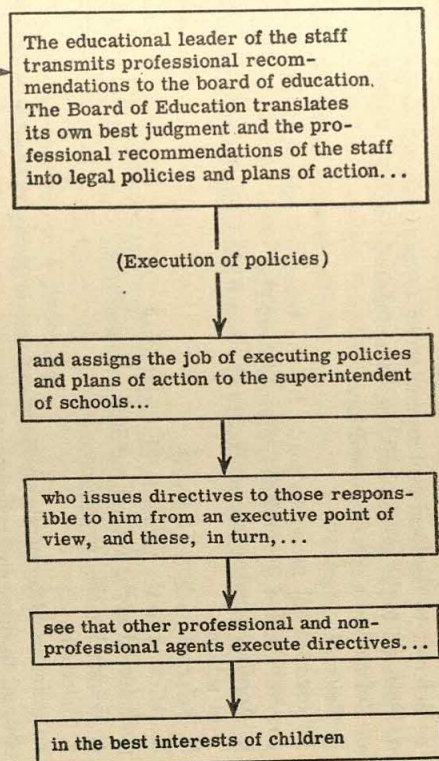 The educational leader of the staff
transmits professional recom-
mendations to the board of education.
The Board of Education translates
its own best judgment and the pro-
fessional recommendations of the staff
into legal policies and plans of action...
(Execution of policies)
and assigns the job of executing policies
and plans of action to the superintendent
of schools...
who issues directives to those respons-
ible to him from an executive point of
view, and these, in turn,...
see that other professional and non-
professional agents execute directives...
in the best interests of children